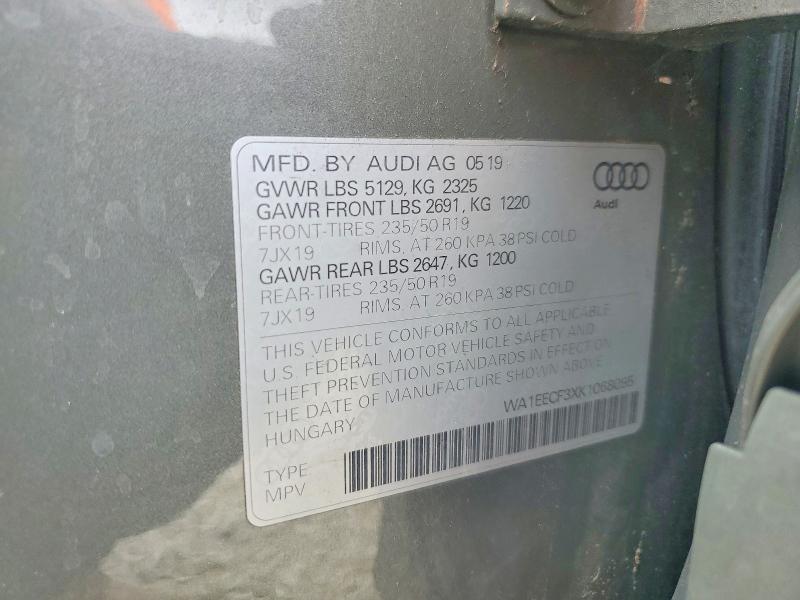 MFD. BY AUDI AG 05 19
GVWR LBS 5129, KG 2325
GAWR FRONT LBS 2691, KG 1220
FRONT-TIRES 235/50 R19
7JX19 RIMS, AT 260 KPA 38 PSI COLD
GAWR REAR LBS 2647, KG 1200
REAR-TIRES 235/50 R19
7JX19 RIMS, AT 260 KPA 38 PSI COLD
THIS VEHICLE CONFORMS TO ALL APPLICABLE
U.S. FEDERAL MOTOR VEHICLE SAFETY AND
THEFT PREVENTION STANDARDS IN EFFECT ON
THE DATE OF MANUFACTURE SHOWN ABOVE
HUNGARY
WA1EECF3XK1068095
TYPE
MPV
Audi